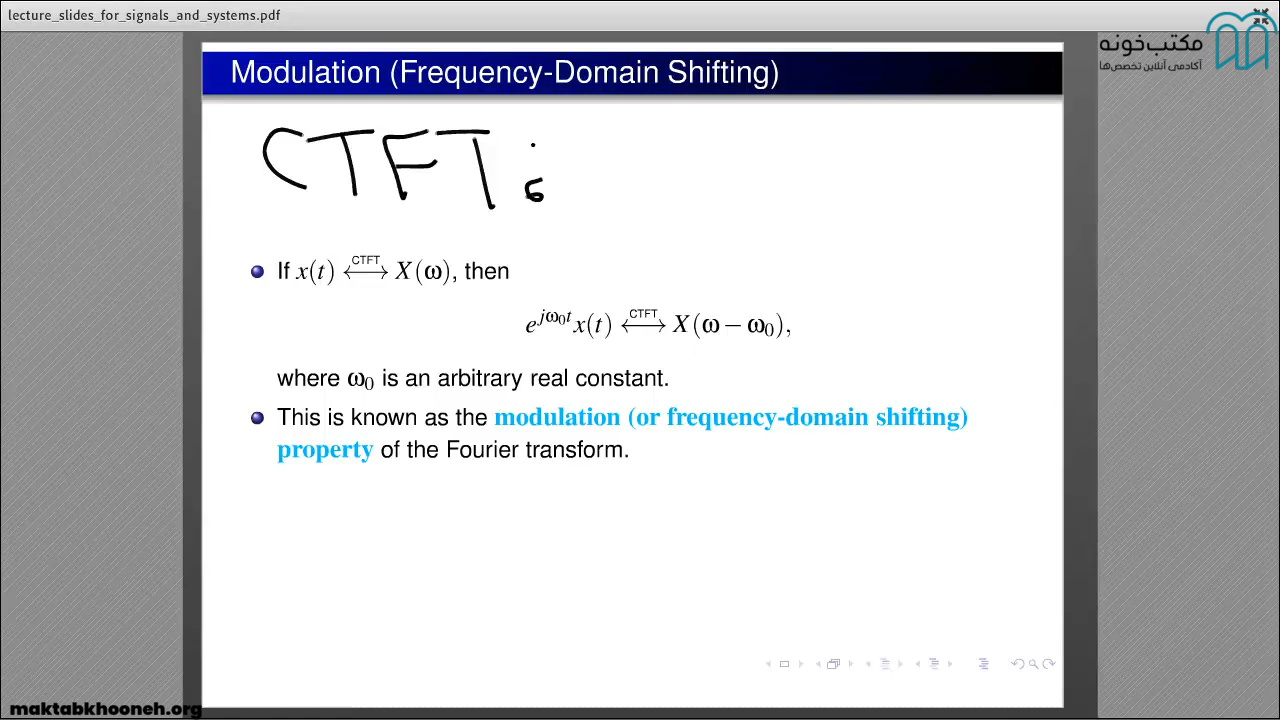 lecture_slides_for_signals_and_systems.pdf
مکتب‌خونه
آکادمی آنلاین تخصص‌ها
Modulation (Frequency-Domain Shifting)
CTFT :
If x(t) ←CTFT→ X(ω), then
e^{jω₀t}x(t) ←CTFT→ X(ω − ω₀),
where ω₀ is an arbitrary real constant.
This is known as the modulation (or frequency-domain shifting)
property of the Fourier transform.
maktabkhooneh.org